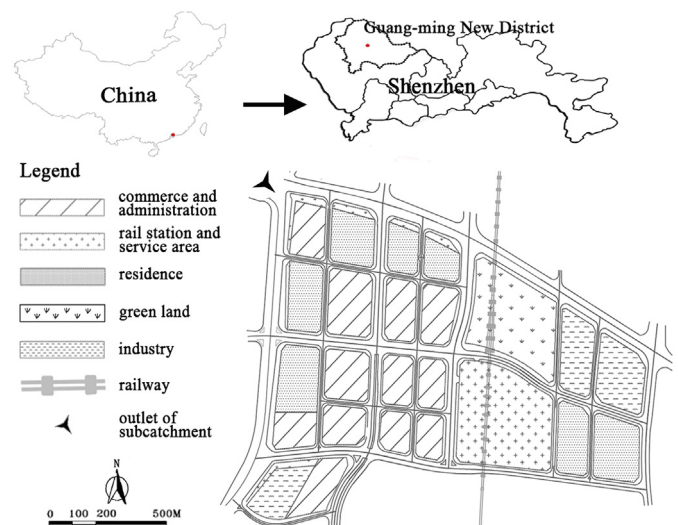 Guang-ming New District
China
Shenzhen
Legend
commerce and
administration
rail station and
service area
residence
green land
industry
railway
outlet of
subcatchment
N
0 100 200 500M